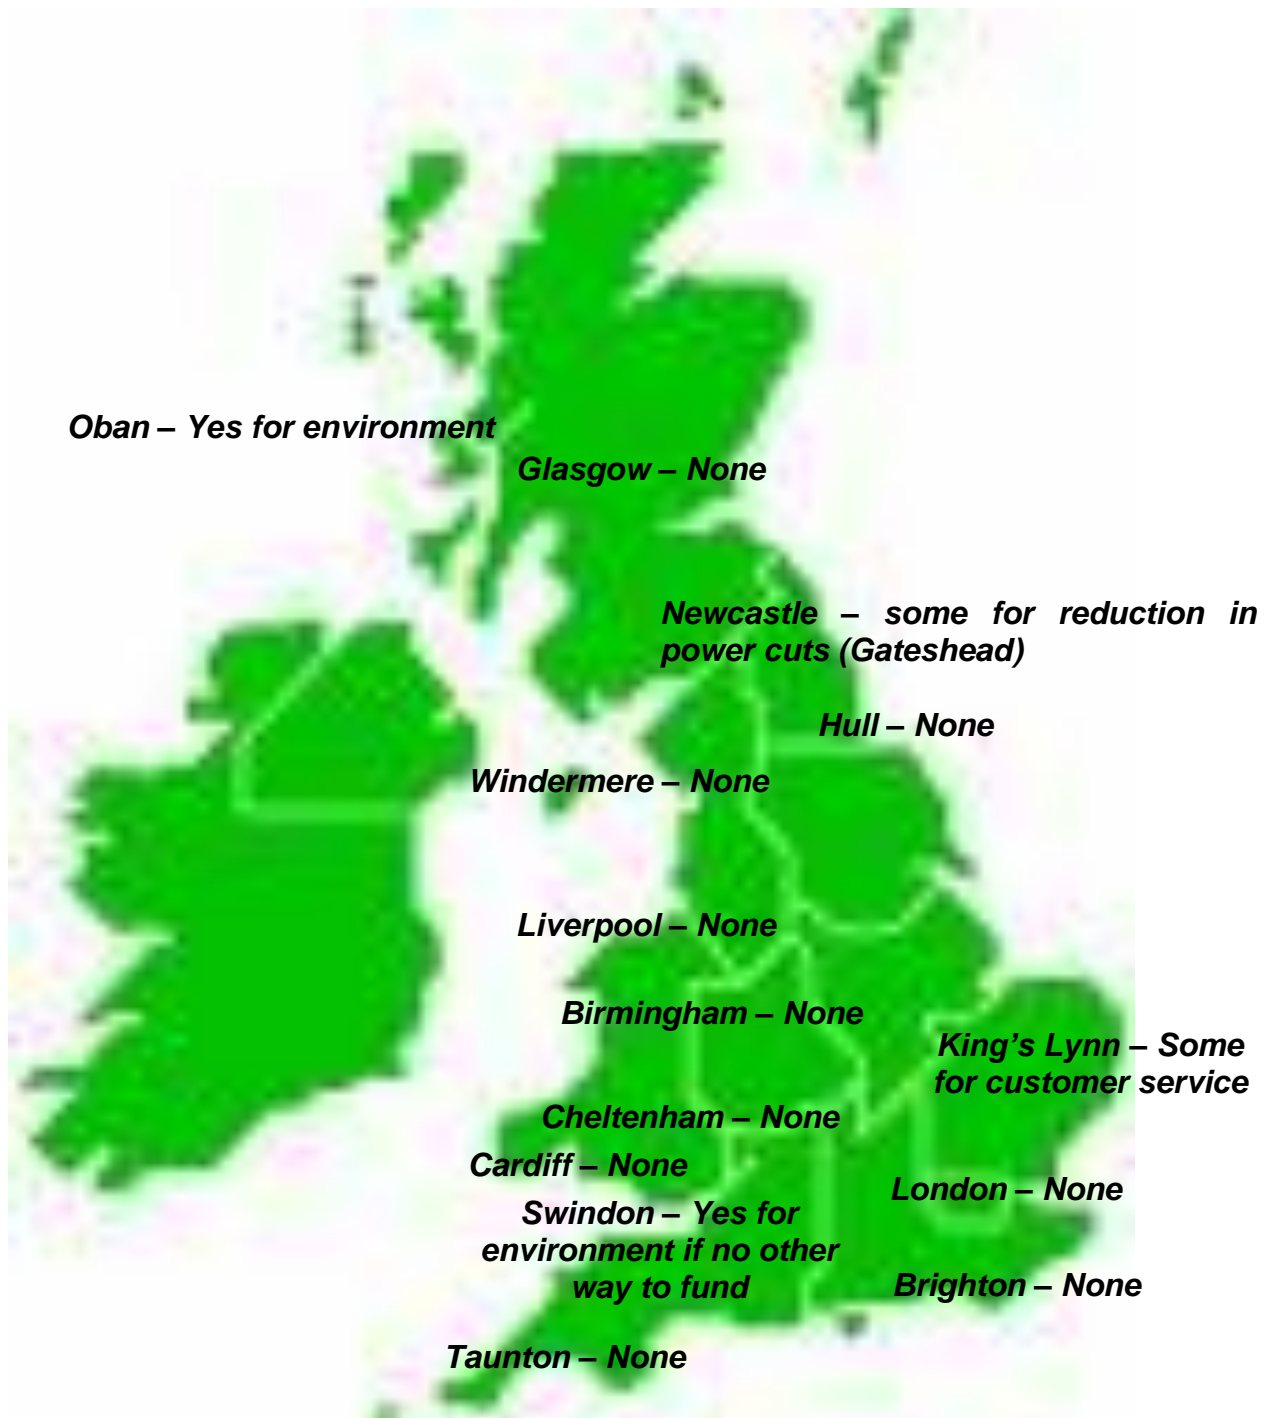 Oban – Yes for environment
Glasgow – None
Newcastle – some for reduction in
power cuts (Gateshead)
Hull – None
Windermere – None
Liverpool – None
Birmingham – None
King’s Lynn – Some
for customer service
Cheltenham – None
Cardiff – None
London – None
Swindon – Yes for
environment if no other
way to fund
Brighton – None
Taunton – None